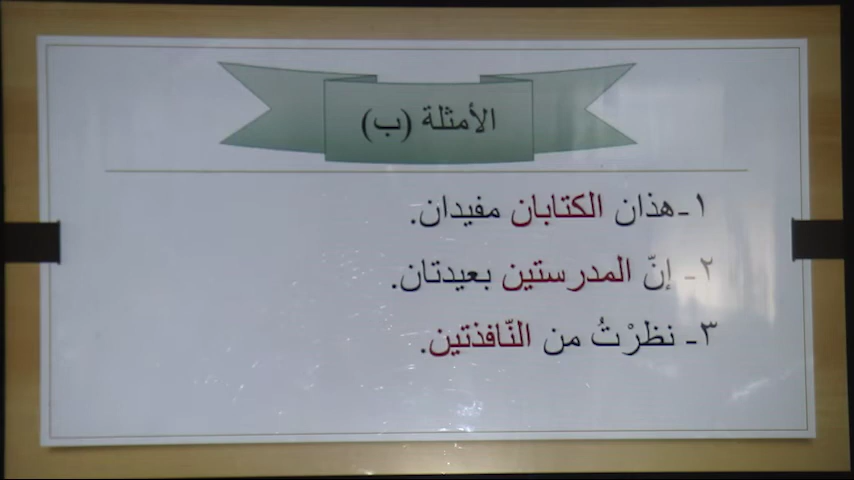 الأمثلة (ب)
١- هذان الكتابان مفيدان.
٢- إنّ المدرستين بعيدتان.
٣- نظرْتُ من النّافذتين.